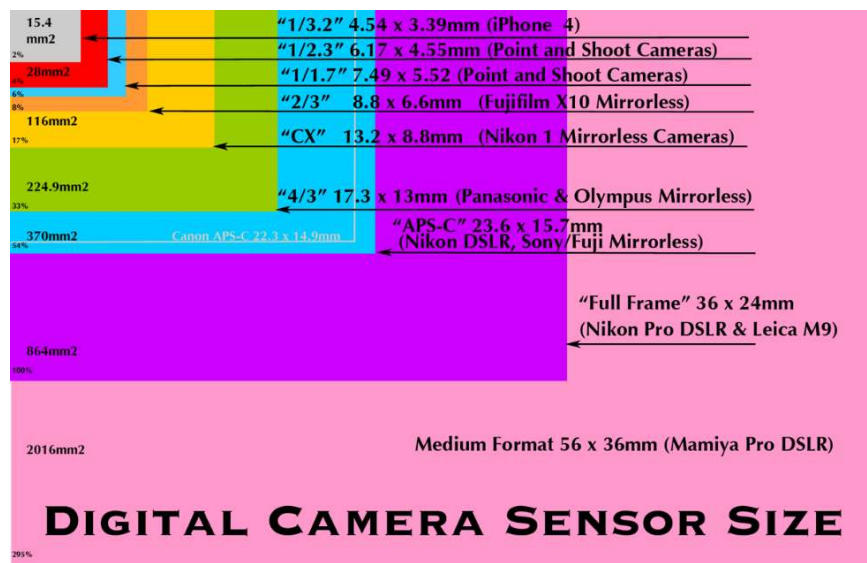 15.4
mm2
2%
28mm2
4%
6%
8%
116mm2
17%
224.9mm2
33%
370mm2
54%
864mm2
100%
2016mm2
295%
“1/3.2” 4.54 x 3.39mm (iPhone 4)
“1/2.3” 6.17 x 4.55mm (Point and Shoot Cameras)
“1/1.7” 7.49 x 5.52 (Point and Shoot Cameras)
“2/3” 8.8 x 6.6mm (Fujifilm X10 Mirrorless)
“CX” 13.2 x 8.8mm (Nikon 1 Mirrorless Cameras)
“4/3” 17.3 x 13mm (Panasonic & Olympus Mirrorless)
“APS-C” 23.6 x 15.7mm
(Nikon DSLR, Sony/Fuji Mirrorless)
Canon APS-C 22.3 x 14.9mm
“Full Frame” 36 x 24mm
(Nikon Pro DSLR & Leica M9)
Medium Format 56 x 36mm (Mamiya Pro DSLR)
Digital Camera Sensor Size